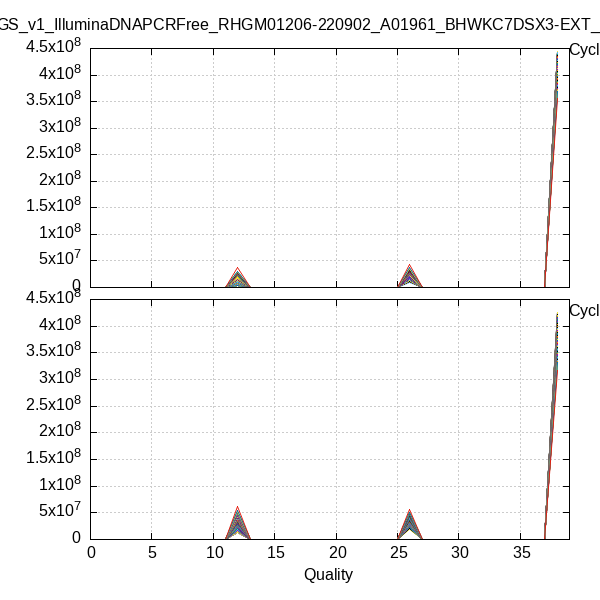 GS_v1_IlluminaDNAPCRFree_RHGM01206-220902_A01961_BHWKC7DSX3-EXT_
4.5x10^8
Cycl
4x10^8
3.5x10^8
3x10^8
2.5x10^8
2x10^8
1.5x10^8
1x10^8
5x10^7
0
4.5x10^8
Cycl
4x10^8
3.5x10^8
3x10^8
2.5x10^8
2x10^8
1.5x10^8
1x10^8
5x10^7
0
0 5 10 15 20 25 30 35
Quality